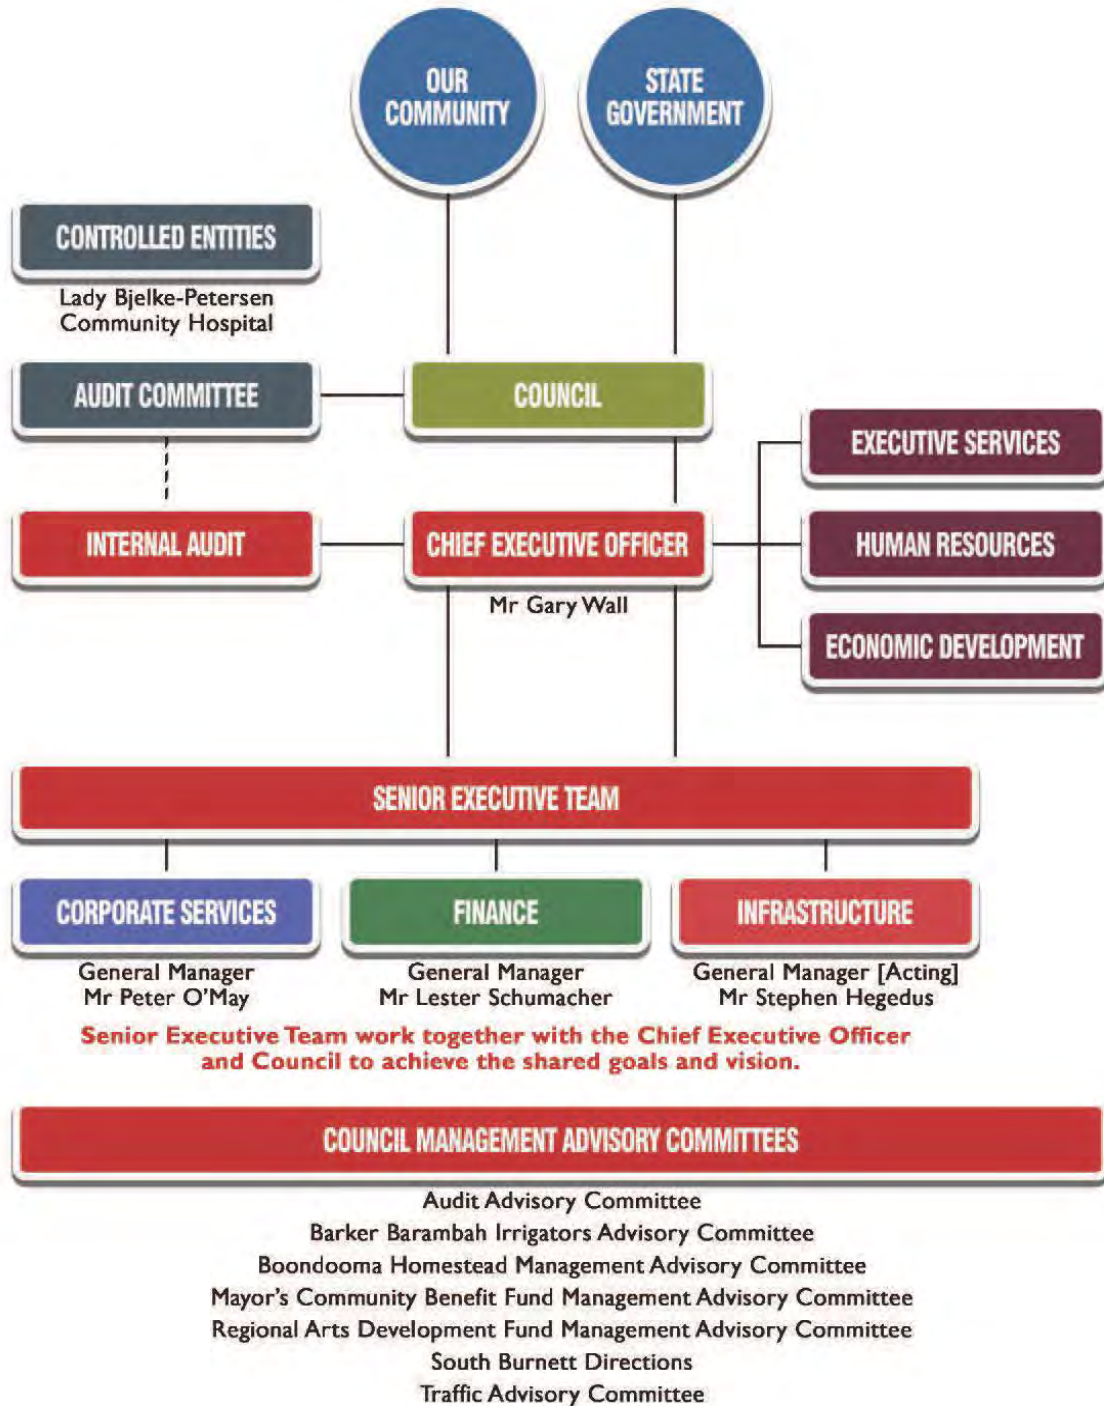 OUR
COMMUNITY
STATE
GOVERNMENT
CONTROLLED ENTITIES
Lady Bjelke-Petersen
Community Hospital
AUDIT COMMITTEE
COUNCIL
EXECUTIVE SERVICES
INTERNAL AUDIT
CHIEF EXECUTIVE OFFICER
Mr Gary Wall
HUMAN RESOURCES
ECONOMIC DEVELOPMENT
SENIOR EXECUTIVE TEAM
CORPORATE SERVICES
General Manager
Mr Peter O'May
FINANCE
General Manager
Mr Lester Schumacher
INFRASTRUCTURE
General Manager [Acting]
Mr Stephen Hegedus
Senior Executive Team work together with the Chief Executive Officer
and Council to achieve the shared goals and vision.
COUNCIL MANAGEMENT ADVISORY COMMITTEES
Audit Advisory Committee
Barker Barambah Irrigators Advisory Committee
Boondooma Homestead Management Advisory Committee
Mayor's Community Benefit Fund Management Advisory Committee
Regional Arts Development Fund Management Advisory Committee
South Burnett Directions
Traffic Advisory Committee